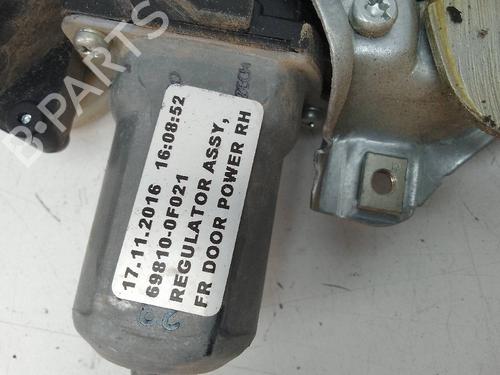 17.11.2016 16:08:52
69810-0F021
REGULATOR ASSY,
FR DOOR POWER RH
B-PARTS